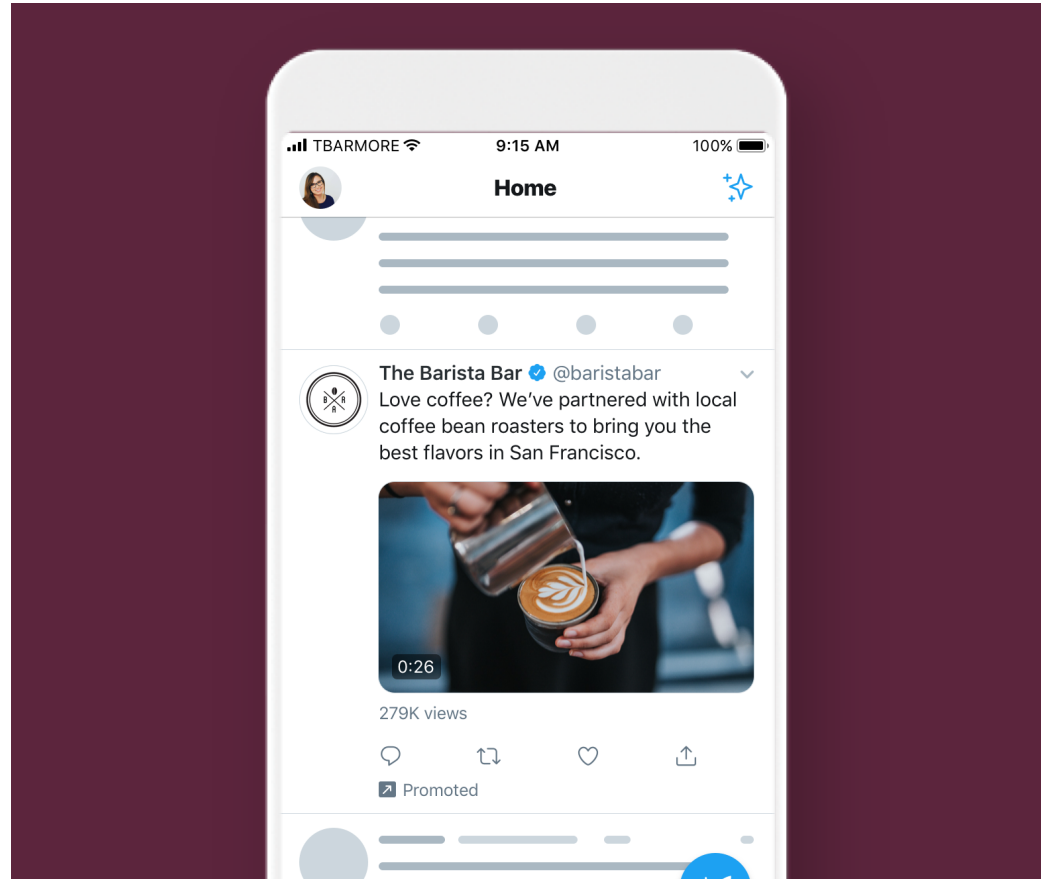 TBARMORE 9:15 AM 100%
Home
The Barista Bar @baristabar
Love coffee? We’ve partnered with local
coffee bean roasters to bring you the
best flavors in San Francisco.
B A R A
0:26
279K views
Promoted